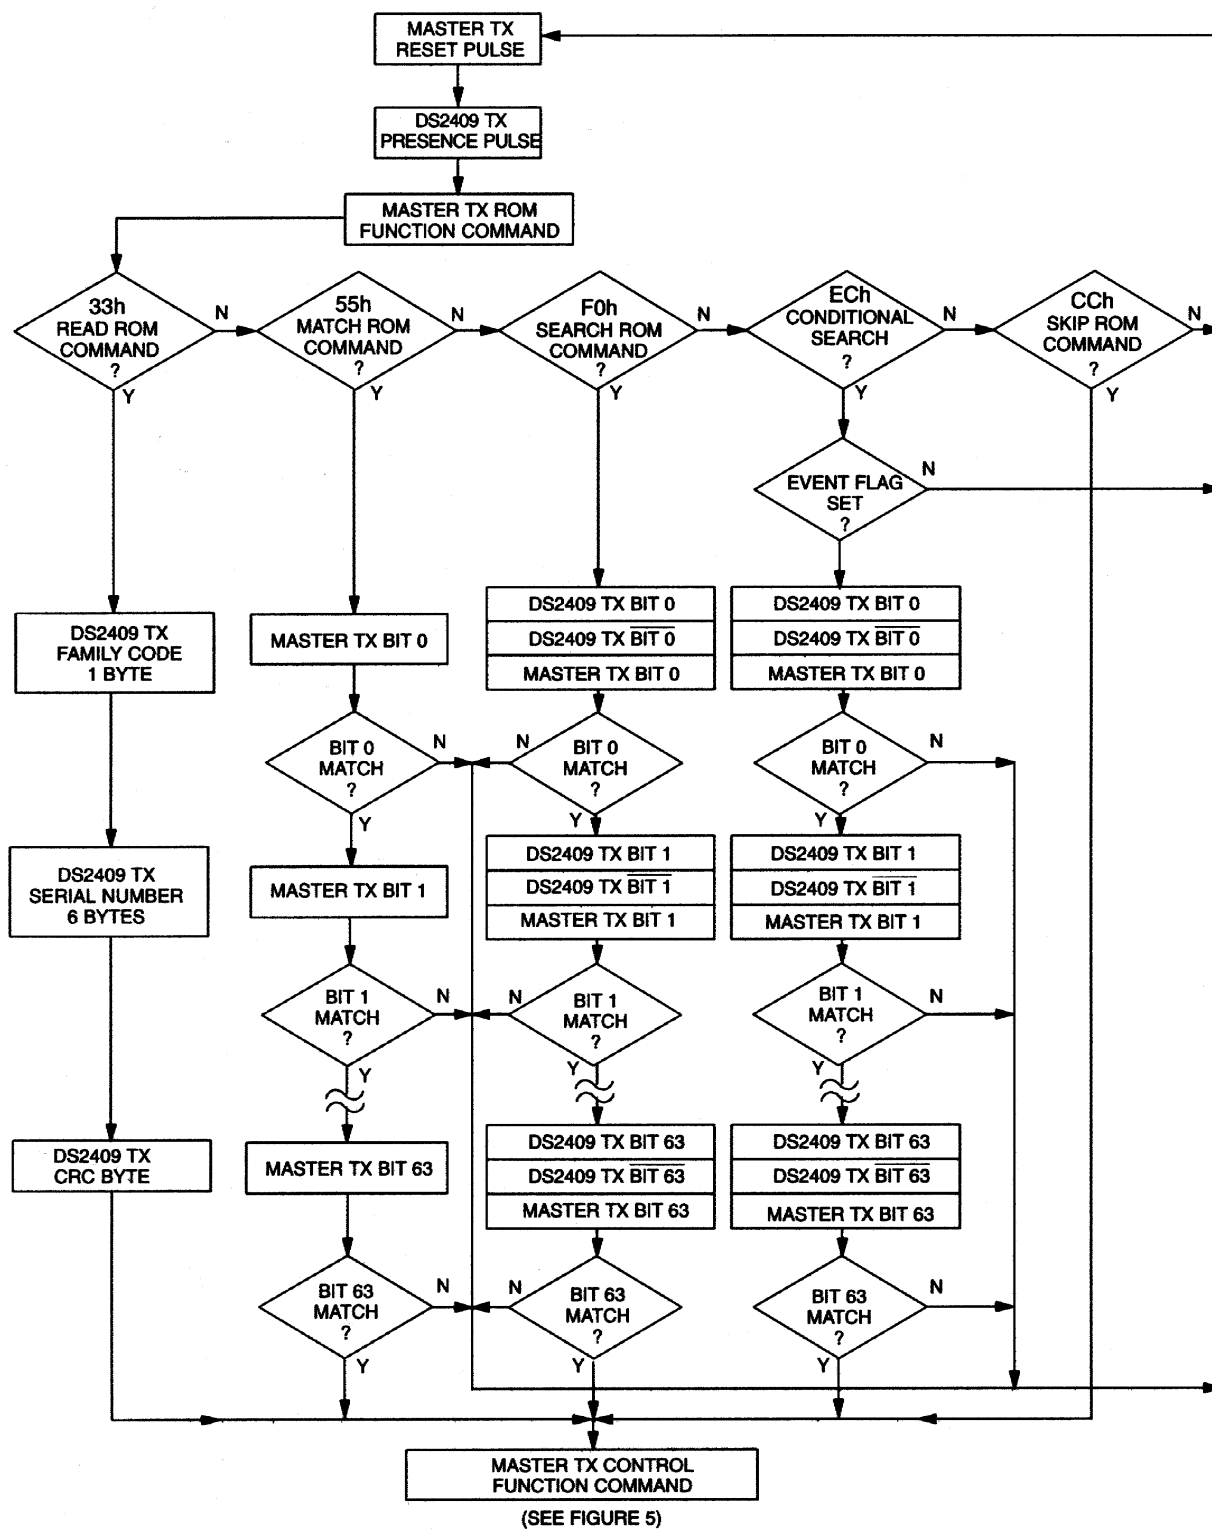 MASTER TX
RESET PULSE
DS2409 TX
PRESENCE PULSE
MASTER TX ROM
FUNCTION COMMAND
33h
READ ROM
COMMAND
?
N
Y
55h
MATCH ROM
COMMAND
?
N
Y
F0h
SEARCH ROM
COMMAND
?
N
Y
ECh
CONDITIONAL
SEARCH
?
N
Y
CCh
SKIP ROM
COMMAND
?
N
Y
EVENT FLAG
SET
?
N
DS2409 TX
FAMILY CODE
1 BYTE
DS2409 TX
SERIAL NUMBER
6 BYTES
DS2409 TX
CRC BYTE
MASTER TX BIT 0
BIT 0
MATCH
?
N
Y
MASTER TX BIT 1
BIT 1
MATCH
?
N
Y
MASTER TX BIT 63
BIT 63
MATCH
?
N
Y
DS2409 TX BIT 0
DS2409 TX BIT 0
MASTER TX BIT 0
N
BIT 0
MATCH
?
Y
DS2409 TX BIT 1
DS2409 TX BIT 1
MASTER TX BIT 1
N
BIT 1
MATCH
?
Y
DS2409 TX BIT 63
DS2409 TX BIT 63
MASTER TX BIT 63
N
BIT 63
MATCH
?
Y
DS2409 TX BIT 0
DS2409 TX BIT 0
MASTER TX BIT 0
BIT 0
MATCH
?
N
Y
DS2409 TX BIT 1
DS2409 TX BIT 1
MASTER TX BIT 1
BIT 1
MATCH
?
N
Y
DS2409 TX BIT 63
DS2409 TX BIT 63
MASTER TX BIT 63
BIT 63
MATCH
?
N
Y
MASTER TX CONTROL
FUNCTION COMMAND
(SEE FIGURE 5)